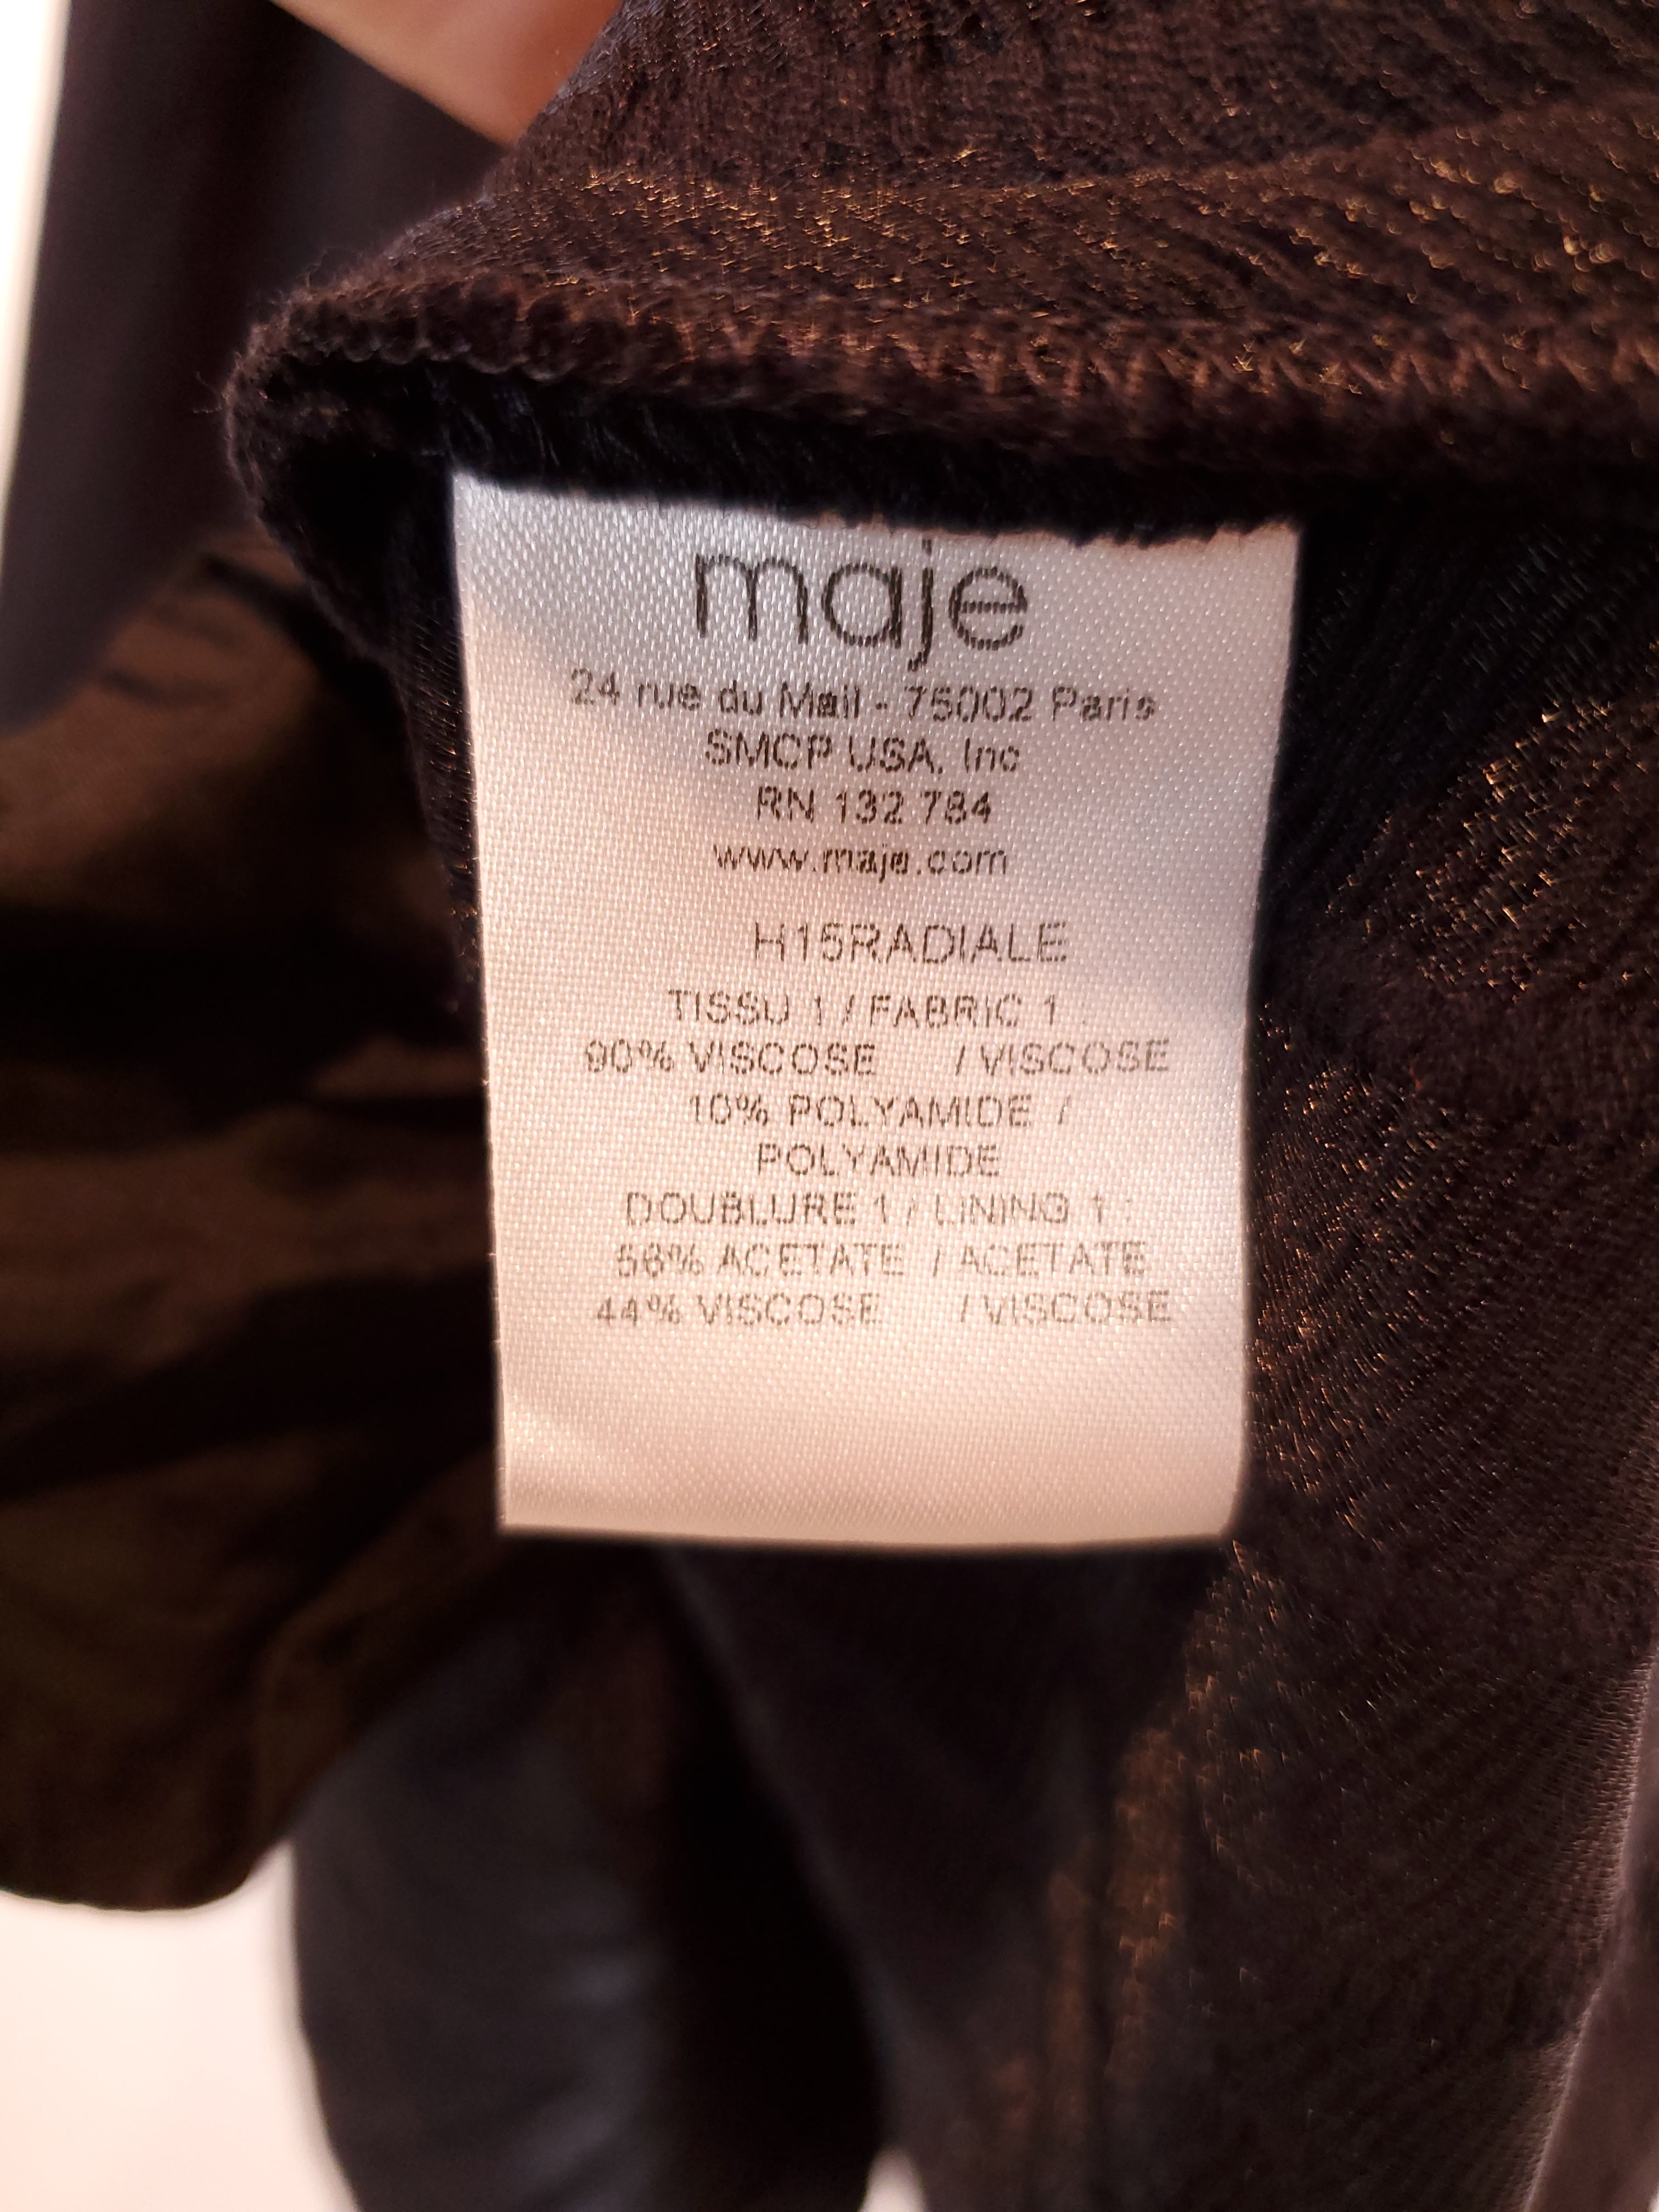 maje
24 rue du Mail - 75002 Paris
SMCP USA, Inc
RN 132 784
www.maje.com
H15RADIALE
TISSU 1 / FABRIC 1 :
90% VISCOSE / VISCOSE
10% POLYAMIDE /
POLYAMIDE
DOUBLURE 1 / LINING 1 :
56% ACETATE / ACETATE
44% VISCOSE / VISCOSE